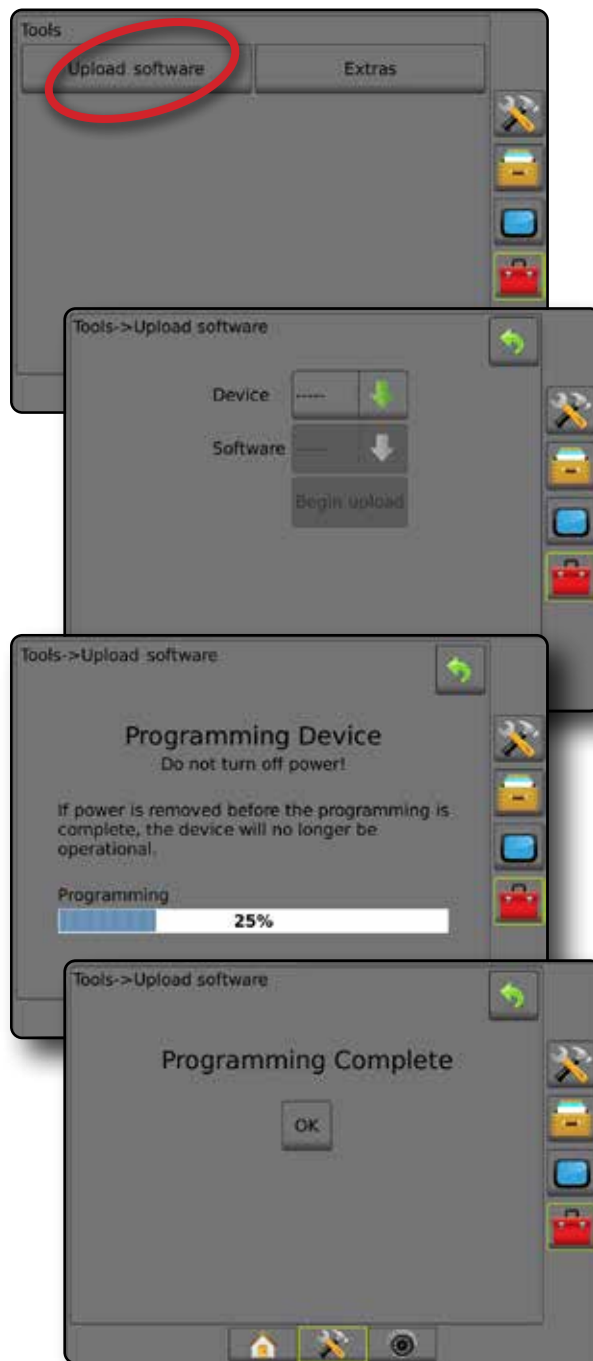 Tools
Upload software
Extras
Tools->Upload software
Device
-----
Software
-----
Begin upload
Tools->Upload software
Programming Device
Do not turn off power!
If power is removed before the programming is
complete, the device will no longer be
operational.
Programming
25%
Tools->Upload software
Programming Complete
OK